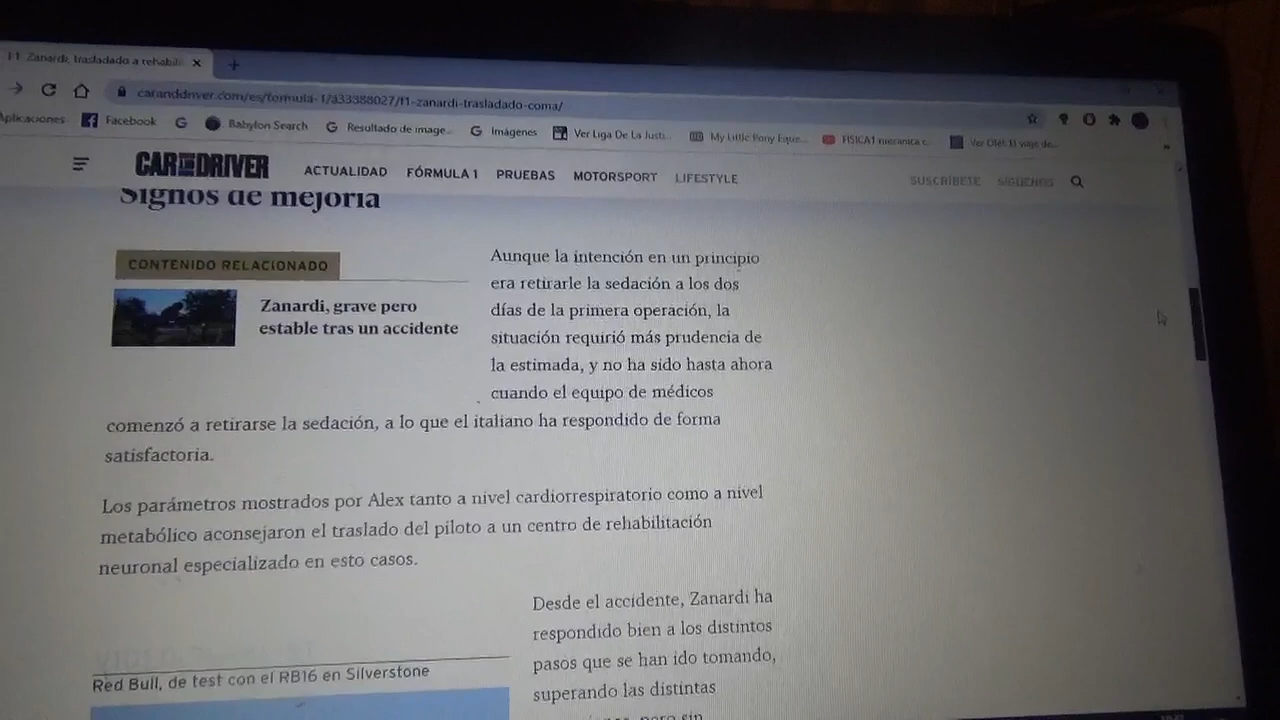 F1: Zanardi, trasladado a rehabili
caranddriver.com/es/formula-1/a33388027/f1-zanardi-trasladado-coma/
Aplicaciones
Facebook
Babylon Search
Resultado de image...
Imágenes
Ver Liga De La Justi...
My Little Pony Eque...
FISICA1 mecanica c...
CAR AND DRIVER
ACTUALIDAD
FÓRMULA 1
PRUEBAS
MOTORSPORT
LIFESTYLE
SUSCRÍBETE
SÍGUENOS
Signos de mejoría
CONTENIDO RELACIONADO
Zanardi, grave pero
estable tras un accidente
Aunque la intención en un principio
era retirarle la sedación a los dos
días de la primera operación, la
situación requirió más prudencia de
la estimada, y no ha sido hasta ahora
cuando el equipo de médicos
comenzó a retirarse la sedación, a lo que el italiano ha respondido de forma
satisfactoria.
Los parámetros mostrados por Alex tanto a nivel cardiorrespiratorio como a nivel
metabólico aconsejaron el traslado del piloto a un centro de rehabilitación
neuronal especializado en esto casos.
Desde el accidente, Zanardi ha
respondido bien a los distintos
pasos que se han ido tomando,
superando las distintas
pero sin
Red Bull, de test con el RB16 en Silverstone